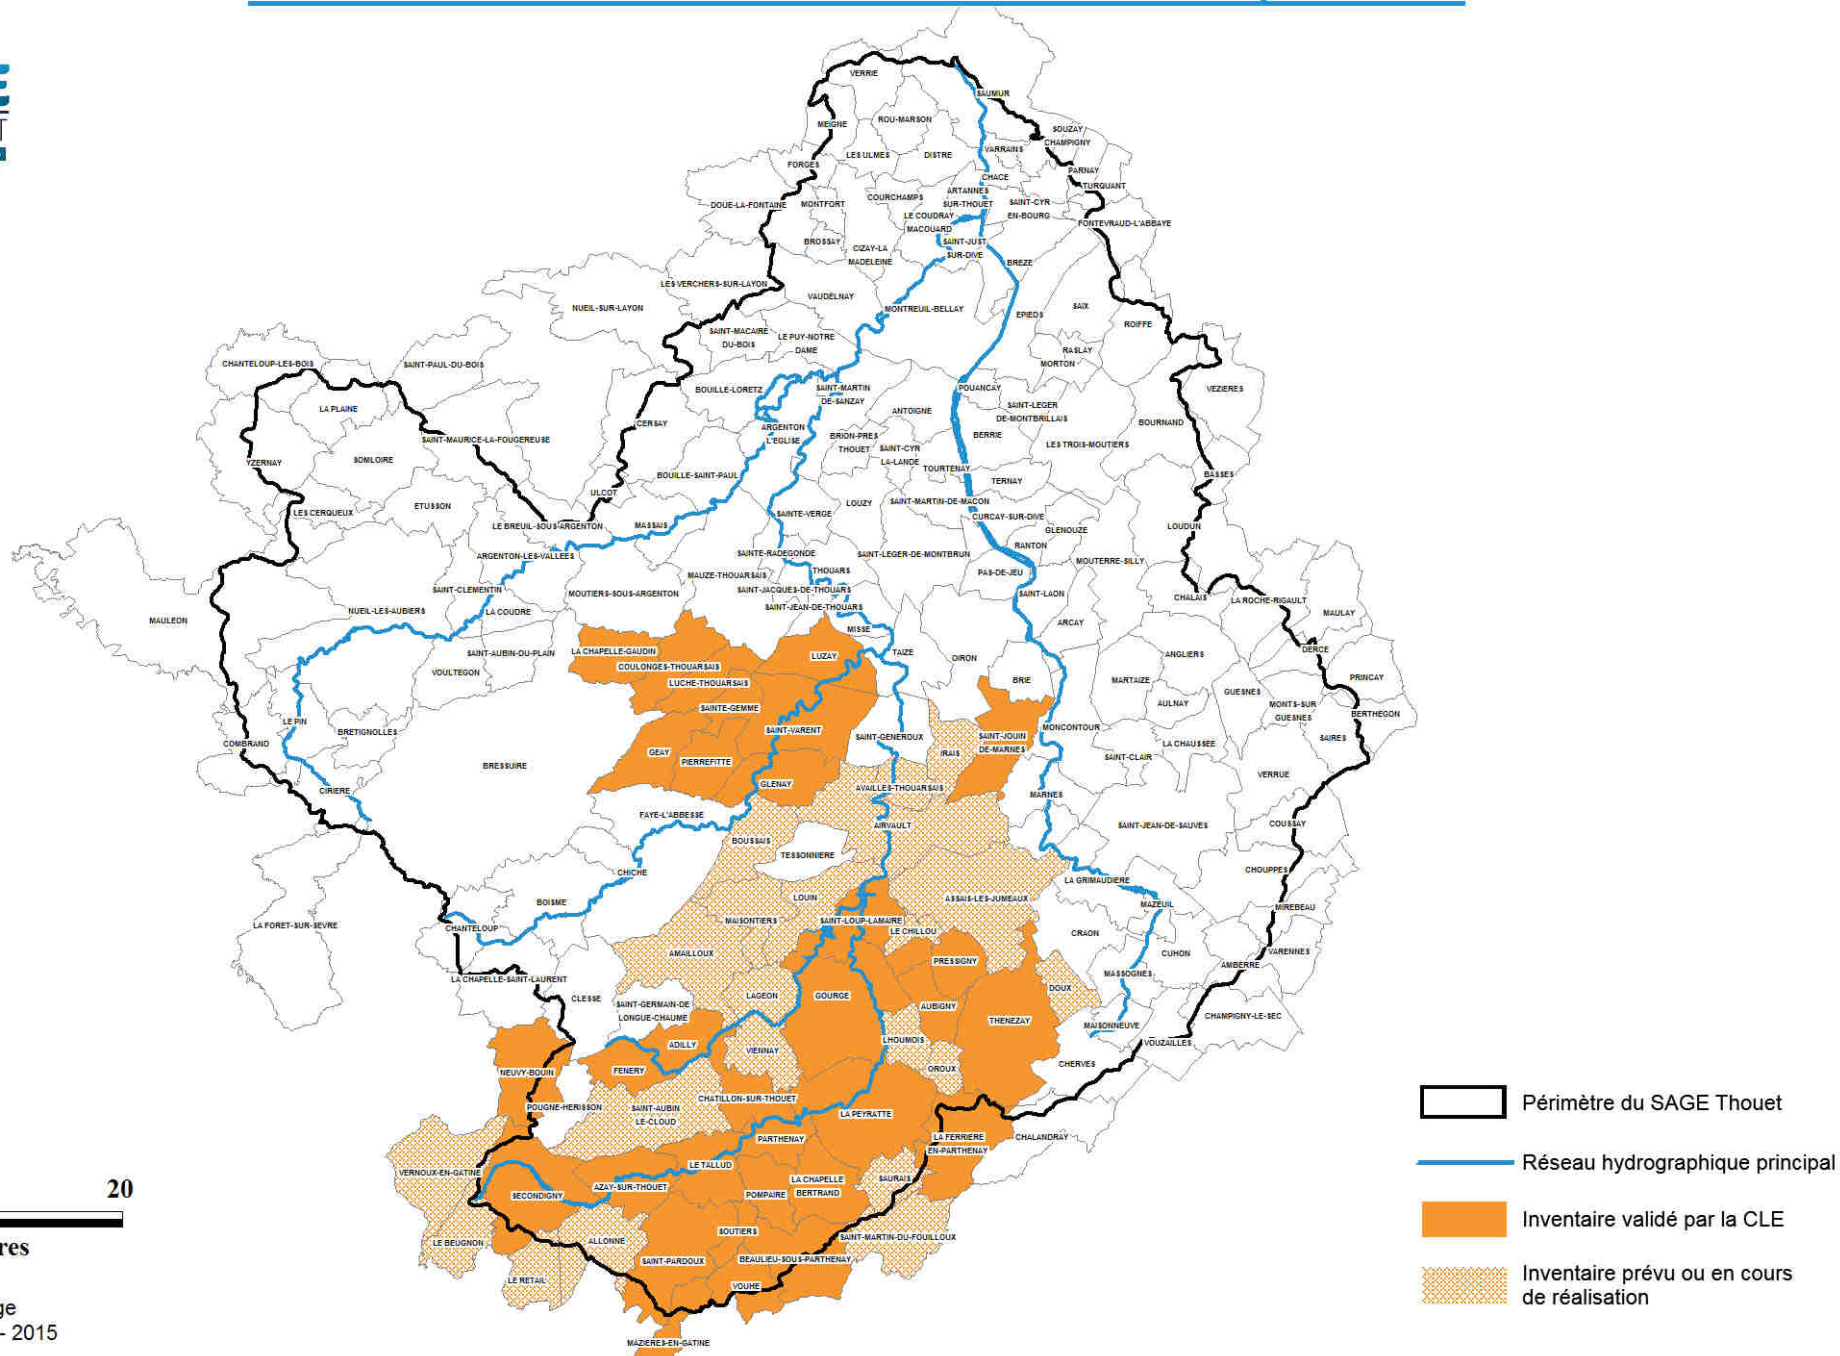 VERRIE
SAUMUR
MEIGNE
ROU-MARSON
SOUZAY
CHAMPIGNY
LES ULMES
DISTRE
VARRAINS
FORGES
PARNAY
CHACE
TURQUANT
ARTANNES
SUR-THOUET
COURCHAMPS
DOUE-LA-FONTAINE
MONTFORT
SAINT-CYR
EN-BOURG
LE COUDRAY
MACOUARD
FONTEVRAUD-L'ABBAYE
BROSSAY
CIZAY-LA
MADELEINE
SAINT-JUST
SUR-DIVE
BREZE
LES VERCHERS-SUR-LAYON
VAUDELNAY
NUEIL-SUR-LAYON
MONTREUIL-BELLAY
SAIX
EPIEDS
ROIFFE
SAINT-MACAIRE
DU-BOIS
LE PUY-NOTRE
DAME
RASLAY
MORTON
CHANTELOUP-LES-BOIS
SAINT-PAUL-DU-BOIS
BOUILLE-LORETZ
SAINT-MARTIN
DE-SANZAY
POUANCAY
VEZIERES
LA PLAINE
ANTOIGNE
SAINT-LEGER
DE-MONTBRILLAIS
CERSAY
ARGENTON
L'EGLISE
BOURNAND
SAINT-MAURICE-LA-FOUGEREUSE
BRION-PRES
THOUET
BERRIE
LES TROIS-MOUTIERS
SAINT-CYR
LA-LANDE
YZERNAY
SOMLOIRE
TOURTENAY
BOUILLE-SAINT-PAUL
BASSES
TERNAY
ULCOT
LOUZY
SAINT-MARTIN-DE-MACON
ETUSSON
LES CERQUEUX
SAINTE-VERGE
CURCAY-SUR-DIVE
LE BREUIL-SOUS-ARGENTON
MASSAIS
LOUDUN
GLENOUZE
RANTON
ARGENTON-LES-VALLEES
SAINTE-RADEGONDE
SAINT-LEGER-DE-MONTBRUN
MOUTERRE-SILLY
THOUARS
MAUZE-THOUARSAIS
PAS-DE-JEU
SAINT-CLEMENTIN
MOUTIERS-SOUS-ARGENTON
SAINT-JACQUES-DE-THOUARS
SAINT-LAON
CHALAIS
LA ROCHE-RIGAULT
NUEIL-LES-AUBIERS
LA COUDRE
SAINT-JEAN-DE-THOUARS
MAULAY
MAULEON
ARCAY
MISSE
LA CHAPELLE-GAUDIN
SAINT-AUBIN-DU-PLAIN
LUZAY
TAIZE
OIRON
ANGLIERS
DERCE
COULONGES-THOUARSAIS
VOULTEGON
BRIE
MARTAIZE
PRINCAY
LUCHE-THOUARSAIS
GUESNES
AULNAY
MONTS-SUR
GUESNES
SAINTE-GEMME
BERTHEGON
LE PIN
BRETIGNOLLES
SAINT-VARENT
MONCONTOUR
SAINT-GENEROUX
SAINT-JOUIN
DE-MARNES
SAIRES
COMBRAND
LA CHAUSSEE
GEAY
IRAIS
SAINT-CLAIR
PIERREFITTE
BRESSUIRE
VERRUE
GLENAY
AVAILLES-THOUARSAIS
CIRIERE
MARNES
FAYE-L'ABBESSE
AIRVAULT
SAINT-JEAN-DE-SAUVES
COUSSAY
BOUSSAIS
TESSONNIERE
CHICHE
CHOUPPES
LA GRIMAUDIERE
LOUIN
ASSAIS-LES-JUMEAUX
BOISME
MAZEUIL
MIREBEAU
LA FORET-SUR-SEVRE
MAISONTIERS
SAINT-LOUP-LAMAIRE
CHANTELOUP
LE CHILLOU
CRAON
AMAILLOUX
CUHON
VARENNES
PRESSIGNY
AMBERRE
LA CHAPELLE-SAINT-LAURENT
MASSOGNES
CLESSE
LAGEON
GOURGE
DOUX
SAINT-GERMAIN-DE
LONGUE-CHAUME
AUBIGNY
THENEZAY
CHAMPIGNY-LE-SEC
MAISONNEUVE
ADILLY
LHOUMOIS
VOUZAILLES
VIENNAY
CHERVES
NEUVY-BOUIN
FENERY
OROUX
CHATILLON-SUR-THOUET
POUGNE-HERISSON
SAINT-AUBIN
LE-CLOUD
LA PEYRATTE
PARTHENAY
LA FERRIERE
EN-PARTHENAY
CHALANDRAY
LE TALLUD
VERNOUX-EN-GATINE
LA CHAPELLE
BERTRAND
SAURAIS
AZAY-SUR-THOUET
SECONDIGNY
POMPAIRE
SOUTIERS
SAINT-MARTIN-DU-FOUILLOUX
LE BEUGNON
ALLONNE
SAINT-PARDOUX
BEAULIEU-SOUS-PARTHENAY
LE RETAIL
VOUHE
MAZIERES-EN-GATINE
20
res
ge
- 2015
Périmètre du SAGE Thouet
Réseau hydrographique principal
Inventaire validé par la CLE
Inventaire prévu ou en cours
de réalisation